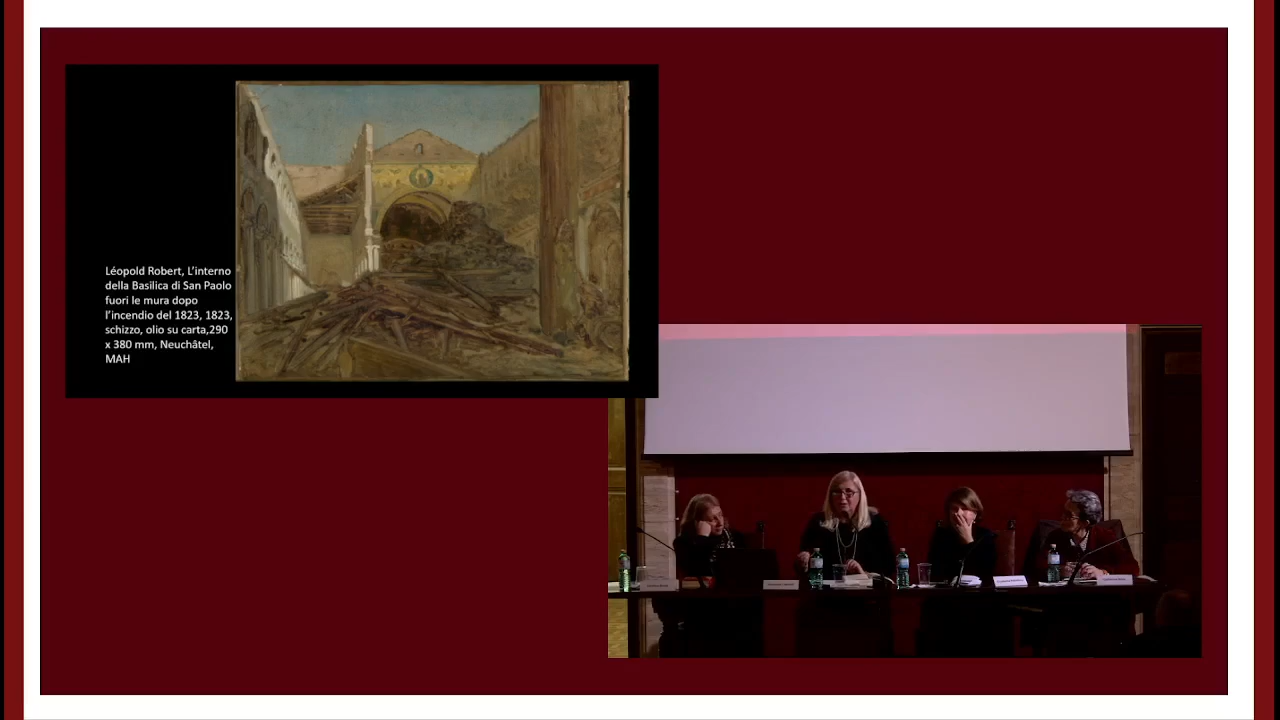 Léopold Robert, L'interno
della Basilica di San Paolo
fuori le mura dopo
l'incendio del 1823, 1823,
schizzo, olio su carta,290
x 380 mm, Neuchâtel,
MAH